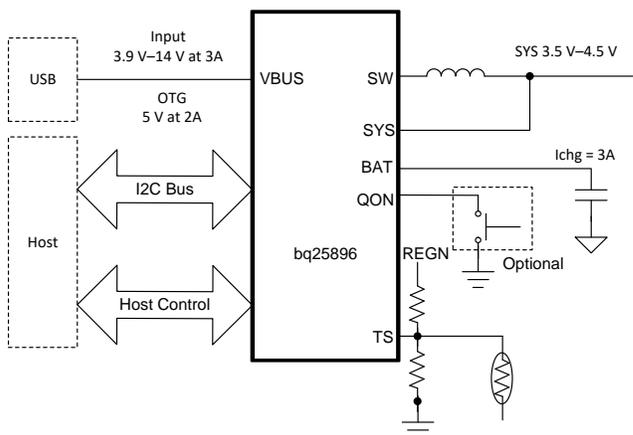 Input
3.9 V–14 V at 3A
SYS 3.5 V–4.5 V
USB
VBUS
SW
OTG
5 V at 2A
SYS
Ichg = 3A
BAT
I2C Bus
QON
Host
bq25896
REGN
Optional
Host Control
TS